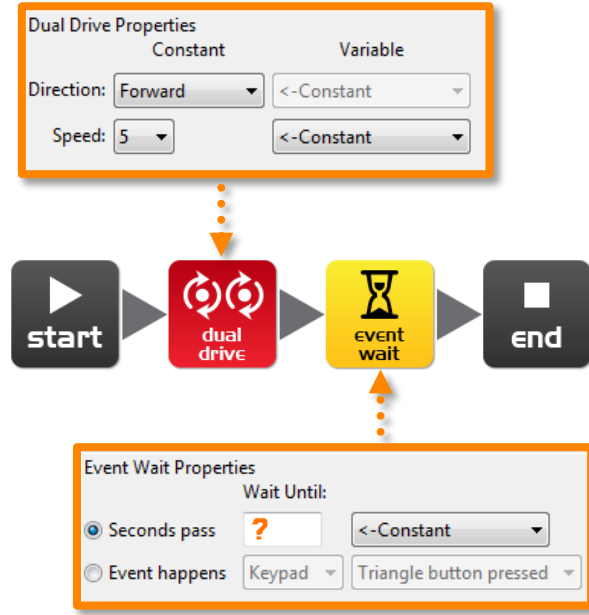 Dual Drive Properties
Constant Variable
Direction: Forward <-Constant
Speed: 5 <-Constant
start
dual
drive
event
wait
end
Event Wait Properties
Wait Until:
Seconds pass ? <-Constant
Event happens Keypad Triangle button pressed